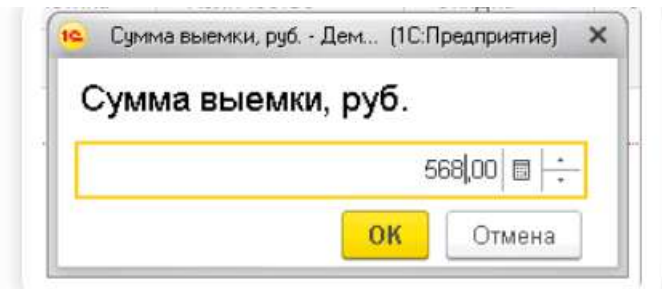 1С Сумма выемки, руб. - Дем... (1С:Предприятие)
Сумма выемки, руб.
568,00
ОК Отмена